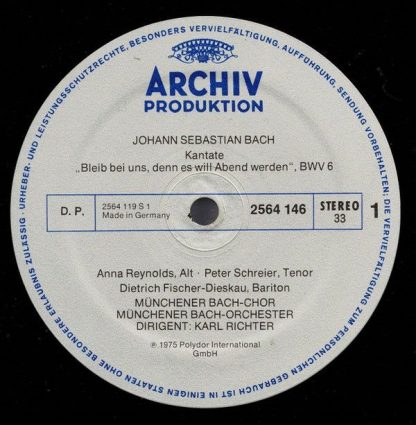 URHEBER- UND LEISTUNGSSCHUTZRECHTE, BESONDERS VERVIELFÄLTIGUNG, AUFFÜHRUNG, SENDUNG VORBEHALTEN; DIE VERVIELFÄLTIGUNG ZUM PERSÖNLICHEN GEBRAUCH IST IN EINIGEN STAATEN OHNE BESONDERE ERLAUBNIS ZULÄSSIG ·
ARCHIV
PRODUKTION
JOHANN SEBASTIAN BACH
Kantate
„Bleib bei uns, denn es will Abend werden“, BWV 6
D. P.
2564 119 S 1
Made in Germany
2564 146
STEREO
33
1
Anna Reynolds, Alt · Peter Schreier, Tenor
Dietrich Fischer-Dieskau, Bariton
MÜNCHENER BACH-CHOR
MÜNCHENER BACH-ORCHESTER
DIRIGENT: KARL RICHTER
℗ 1975 Polydor International
GmbH